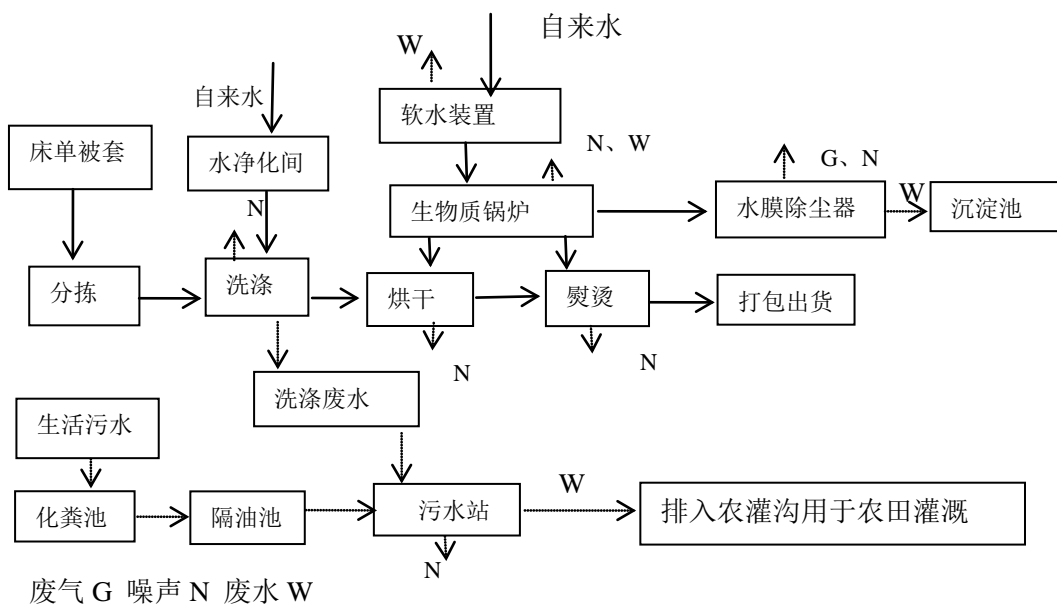 自来水
W
自来水
软水装置
床单被套
水净化间
N、W
G、N
N
生物质锅炉
水膜除尘器
W
沉淀池
分拣
洗涤
烘干
熨烫
打包出货
N
N
洗涤废水
生活污水
W
化粪池
隔油池
污水站
排入农灌沟用于农田灌溉
N
废气 G 噪声 N 废水 W